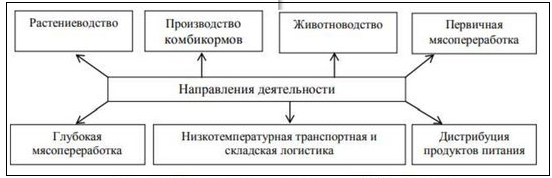 Растениеводство
Производство
комбикормов
Животноводство
Первичная
мясопереработка
Направления деятельности
Глубокая
мясопереработка
Низкотемпературная транспортная и
складская логистика
Дистрибуция
продуктов питания